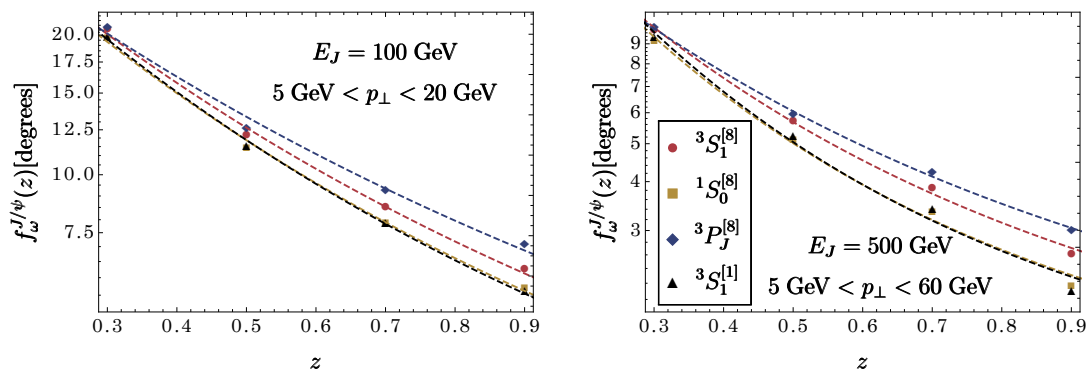 20.0
17.5
15.0
12.5
10.0
7.5
f_ω^{J/ψ}(z)[degrees]
E_J = 100 GeV
5 GeV < p_⊥ < 20 GeV
0.3 0.4 0.5 0.6 0.7 0.8 0.9
z
9
8
7
6
5
4
3
f_ω^{J/ψ}(z)[degrees]
^3S_1^{[8]}
^1S_0^{[8]}
^3P_J^{[8]}
^3S_1^{[1]}
E_J = 500 GeV
5 GeV < p_⊥ < 60 GeV
0.3 0.4 0.5 0.6 0.7 0.8 0.9
z